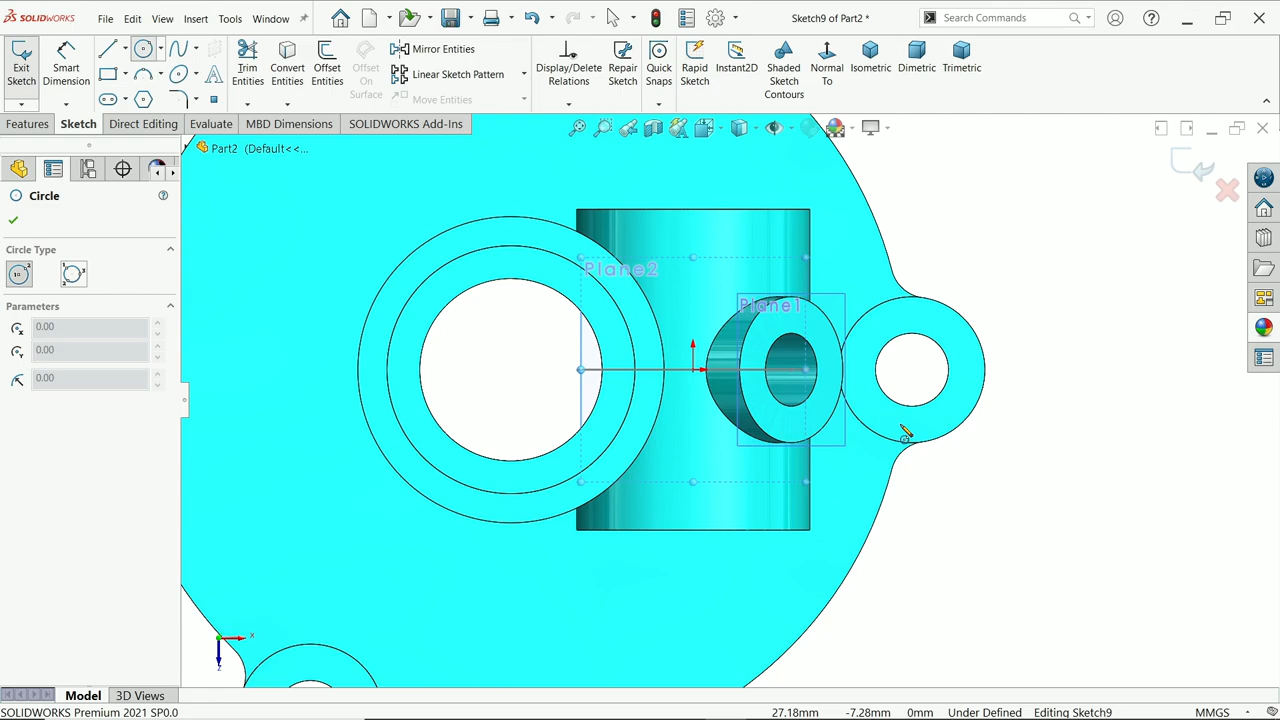 SOLIDWORKS File Edit View Insert Tools Window Sketch9 of Part2 * Search Commands
Exit Sketch
Smart Dimension
Trim Entities
Convert Entities
Offset Entities
Offset On Surface
Mirror Entities
Linear Sketch Pattern
Move Entities
Display/Delete Relations
Repair Sketch
Quick Snaps
Rapid Sketch
Instant2D
Shaded Sketch Contours
Normal To
Isometric
Dimetric
Trimetric
Features Sketch Direct Editing Evaluate MBD Dimensions SOLIDWORKS Add-Ins
Part2 (Default<<...
Circle
Circle Type
Parameters
0.00
0.00
0.00
Plane2
Plane1
x
z
Model 3D Views
SOLIDWORKS Premium 2021 SP0.0 27.18mm -7.28mm 0mm Under Defined Editing Sketch9 MMGS